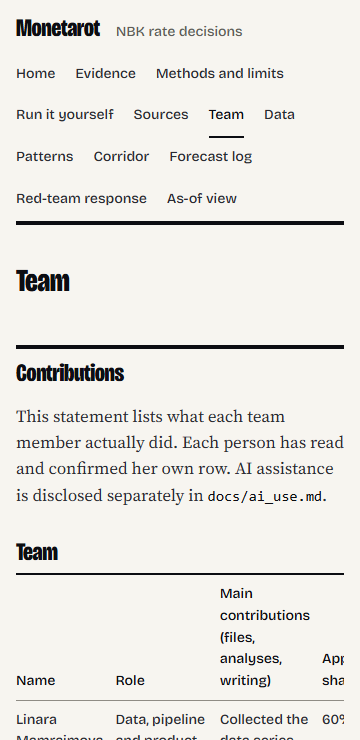 Monetarot NBK rate decisions
Home Evidence Methods and limits
Run it yourself Sources Team Data
Patterns Corridor Forecast log
Red-team response As-of view
Team
Contributions
This statement lists what each team
member actually did. Each person has read
and confirmed her own row. AI assistance
is disclosed separately in docs/ai_use.md.
Team
Main
contributions
(files,
analyses,
writing)
Name Role
Linara Data, pipeline Collected the 60%